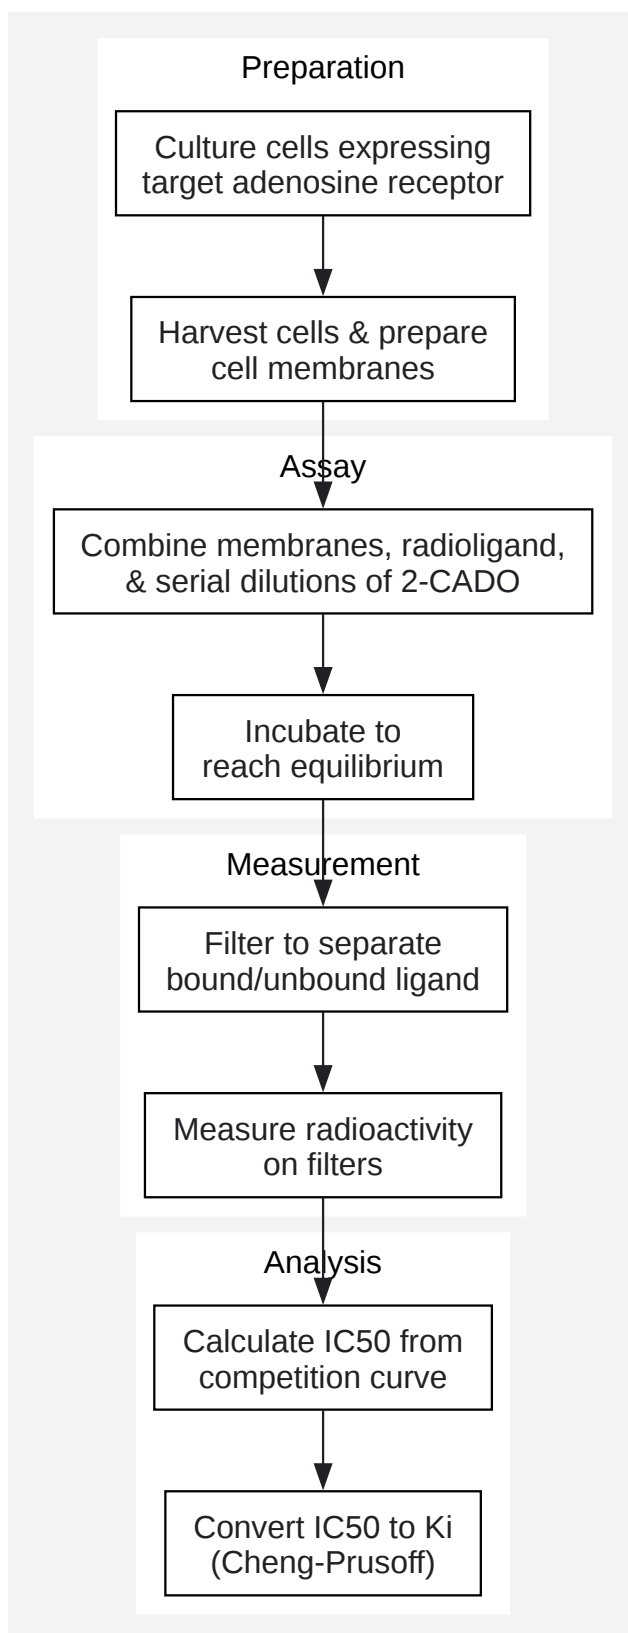 Preparation
Culture cells expressing
target adenosine receptor
Harvest cells & prepare
cell membranes
Assay
Combine membranes, radioligand,
& serial dilutions of 2-CADO
Incubate to
reach equilibrium
Measurement
Filter to separate
bound/unbound ligand
Measure radioactivity
on filters
Analysis
Calculate IC50 from
competition curve
Convert IC50 to Ki
(Cheng-Prusoff)